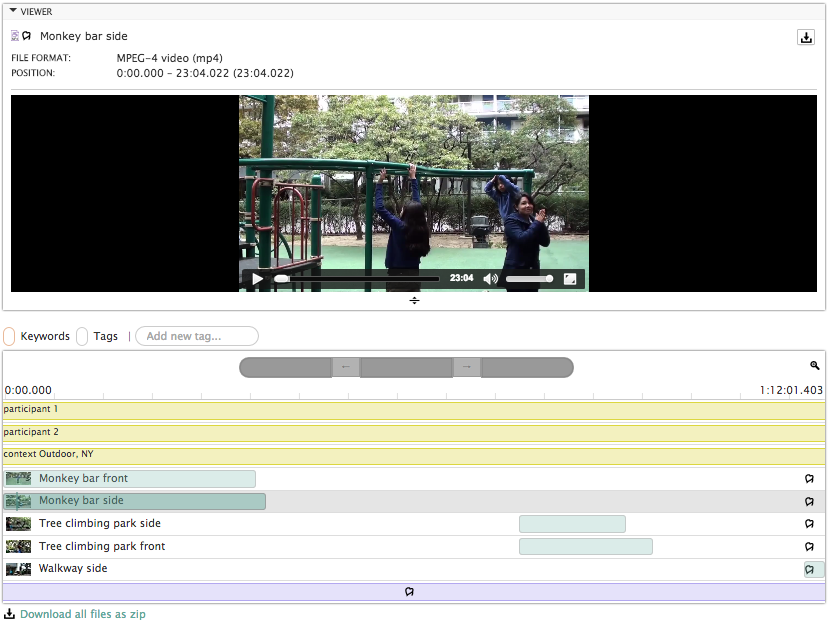 VIEWER
Monkey bar side
FILE FORMAT: MPEG-4 video (mp4)
POSITION: 0:00.000 - 23:04.022 (23:04.022)
23:04
Keywords Tags | Add new tag...
← →
0:00.000 1:12:01.403
participant 1
participant 2
context Outdoor, NY
Monkey bar front
Monkey bar side
Tree climbing park side
Tree climbing park front
Walkway side
Download all files as zip